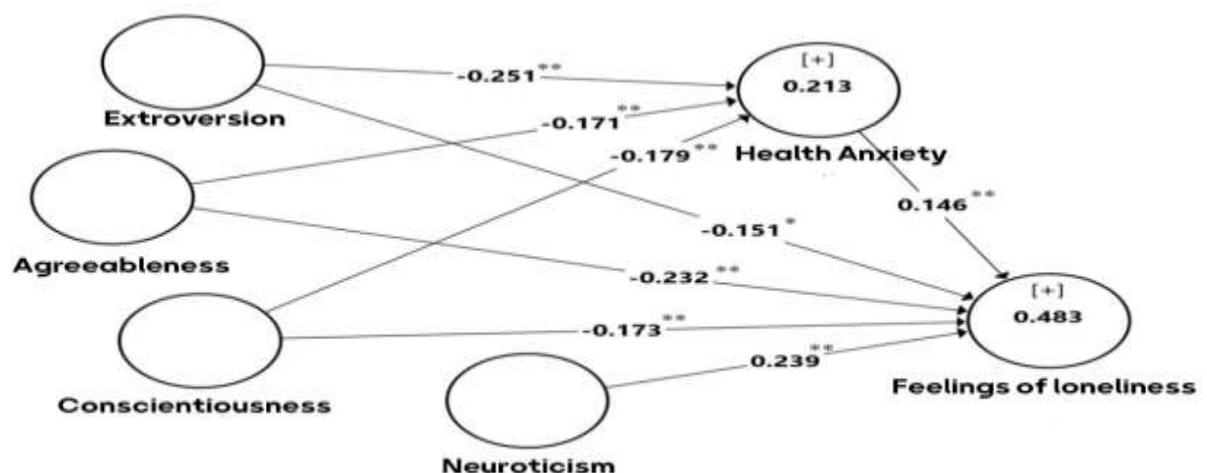 [+]
0.213
-0.251**
Extroversion
-0.171**
-0.179**
Health Anxiety
0.146**
-0.151*
Agreeableness
-0.232**
[+]
0.483
-0.173**
0.239**
Feelings of loneliness
Conscientiousness
Neuroticism